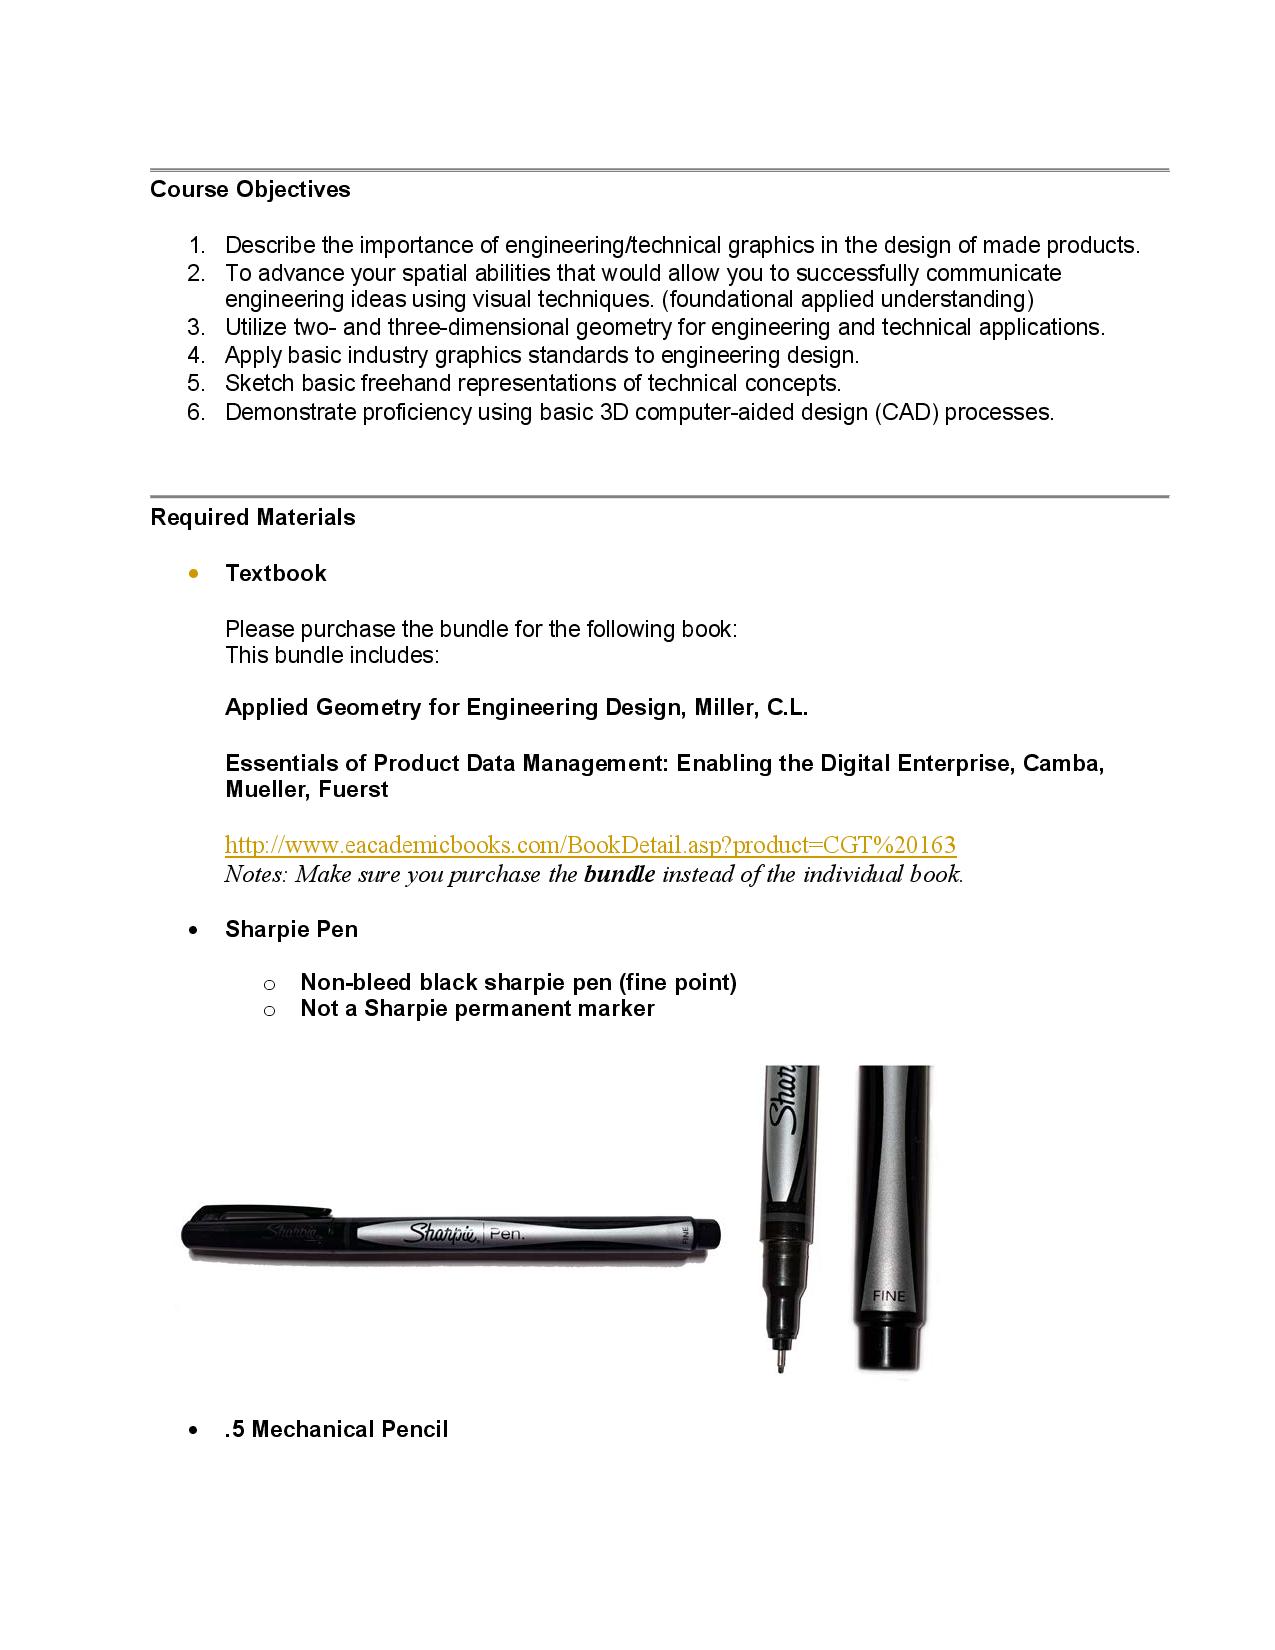 Course Objectives
1. Describe the importance of engineering/technical graphics in the design of made products.
2. To advance your spatial abilities that would allow you to successfully communicate
engineering ideas using visual techniques. (foundational applied understanding)
3. Utilize two- and three-dimensional geometry for engineering and technical applications.
4. Apply basic industry graphics standards to engineering design.
5. Sketch basic freehand representations of technical concepts.
6. Demonstrate proficiency using basic 3D computer-aided design (CAD) processes.
Required Materials
• Textbook
Please purchase the bundle for the following book:
This bundle includes:
Applied Geometry for Engineering Design, Miller, C.L.
Essentials of Product Data Management: Enabling the Digital Enterprise, Camba,
Mueller, Fuerst
http://www.eacademicbooks.com/BookDetail.asp?product=CGT%20163
Notes: Make sure you purchase the bundle instead of the individual book.
• Sharpie Pen
o Non-bleed black sharpie pen (fine point)
o Not a Sharpie permanent marker
Sharpie
Sharpie. Pen.
FINE
Sharp
FINE
• .5 Mechanical Pencil